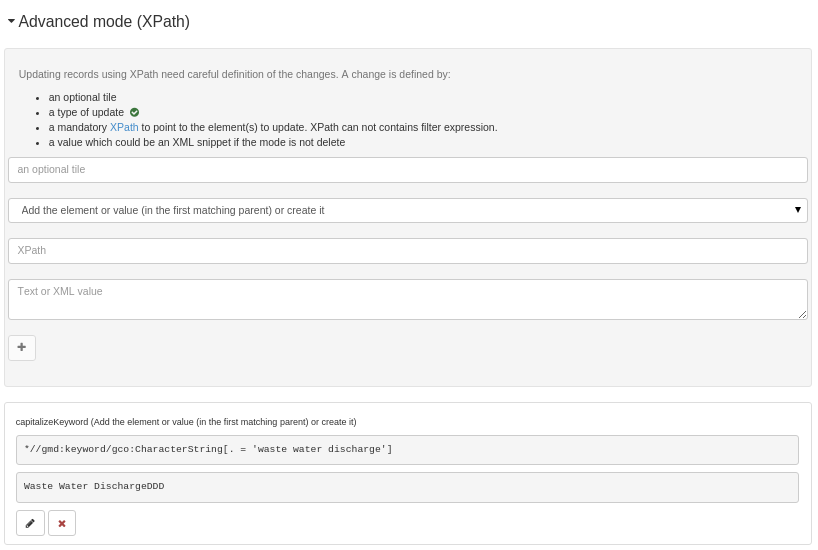 Advanced mode (XPath)
Updating records using XPath need careful definition of the changes. A change is defined by:
an optional tile
a type of update
a mandatory XPath to point to the element(s) to update. XPath can not contains filter expression.
a value which could be an XML snippet if the mode is not delete
an optional tile
Add the element or value (in the first matching parent) or create it
XPath
Text or XML value
capitalizeKeyword (Add the element or value (in the first matching parent) or create it)
*//gmd:keyword/gco:CharacterString[. = 'waste water discharge']
Waste Water DischargeDDD